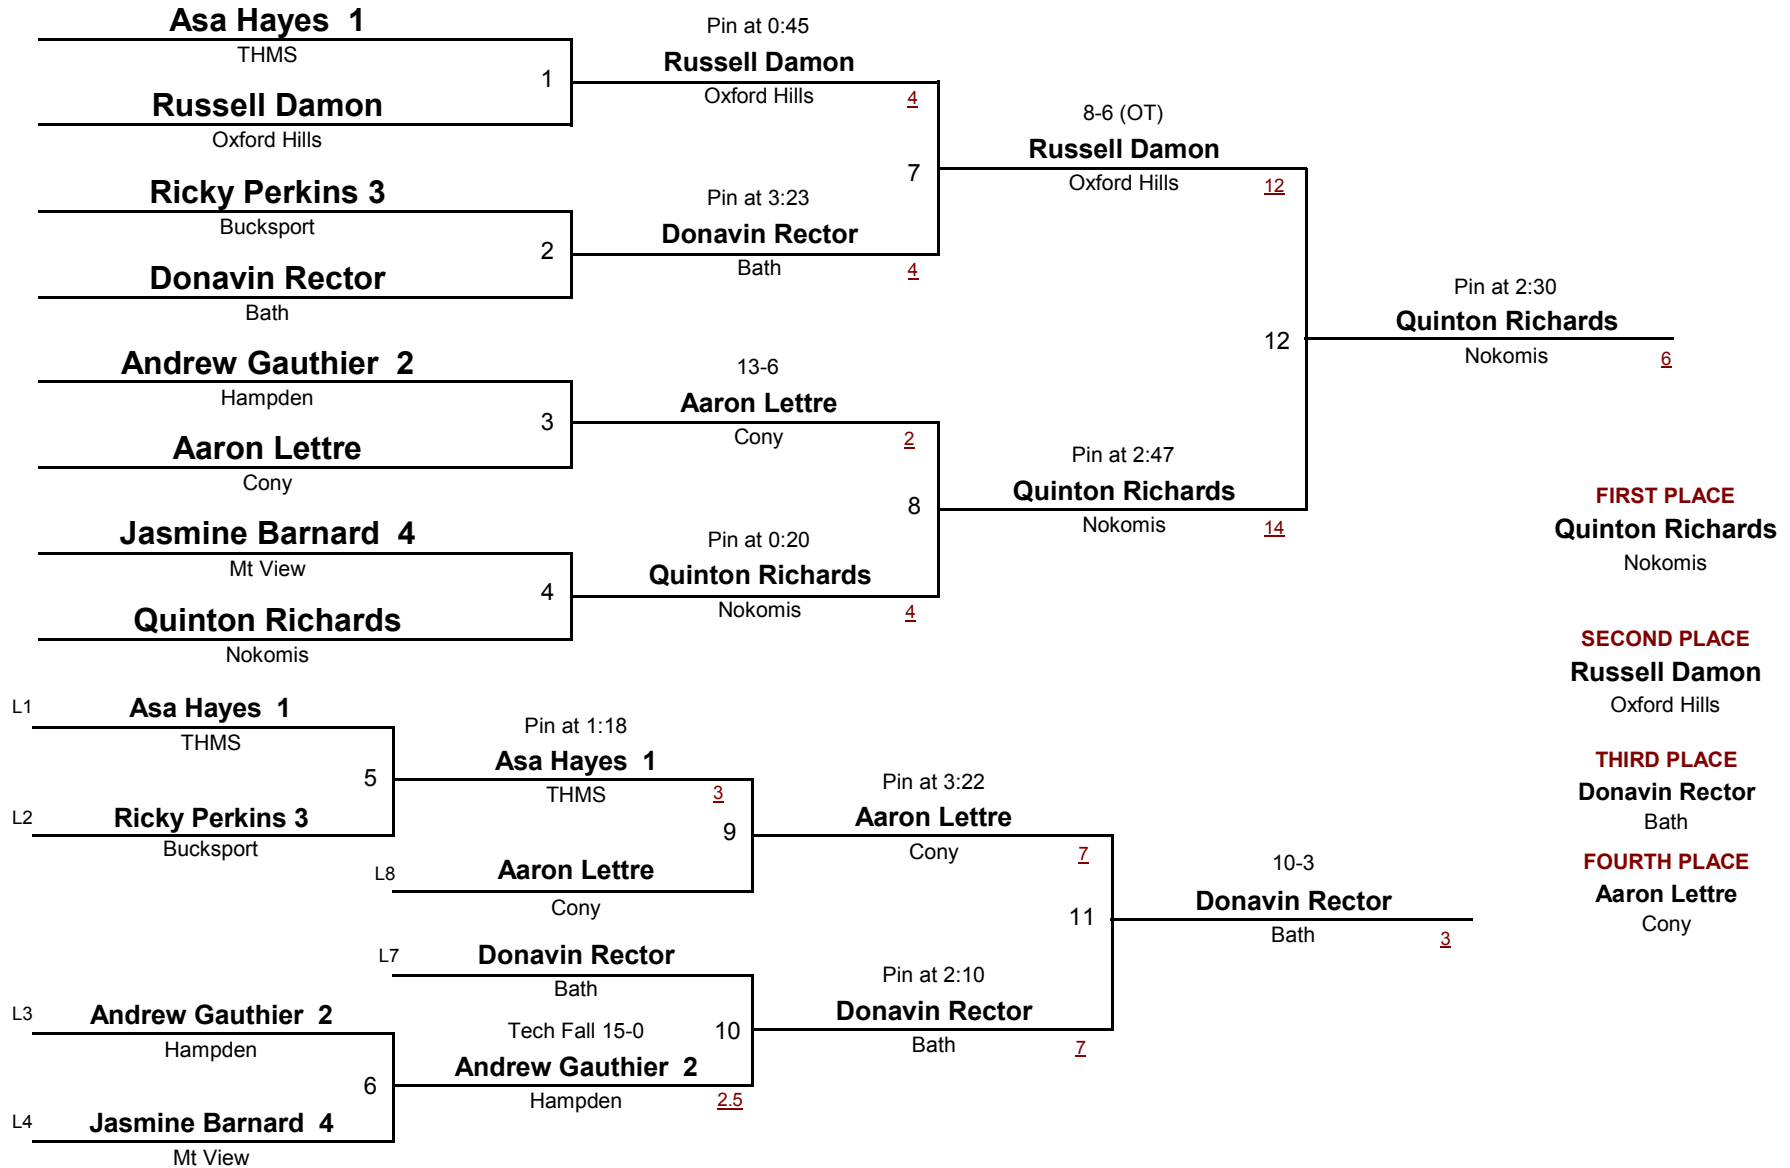 Asa Hayes  1
THMS
1
Russell Damon
Oxford Hills
Ricky Perkins 3
Bucksport
2
Donavin Rector
Bath
Andrew Gauthier  2
Hampden
3
Aaron Lettre
Cony
Jasmine Barnard  4
Mt View
4
Quinton Richards
Nokomis
Pin at 0:45
Russell Damon
Oxford Hills 4
7
Pin at 3:23
Donavin Rector
Bath 4
13-6
Aaron Lettre
Cony 2
8
Pin at 0:20
Quinton Richards
Nokomis 4
8-6 (OT)
Russell Damon
Oxford Hills 12
12
Pin at 2:47
Quinton Richards
Nokomis 14
Pin at 2:30
Quinton Richards
Nokomis 6
FIRST PLACE
Quinton Richards
Nokomis
SECOND PLACE
Russell Damon
Oxford Hills
THIRD PLACE
Donavin Rector
Bath
FOURTH PLACE
Aaron Lettre
Cony
L1 Asa Hayes  1
THMS
5
L2 Ricky Perkins 3
Bucksport
L3 Andrew Gauthier  2
Hampden
6
L4 Jasmine Barnard  4
Mt View
Pin at 1:18
Asa Hayes  1
THMS 3
9
L8 Aaron Lettre
Cony
L7 Donavin Rector
Bath
Tech Fall 15-0 10
Andrew Gauthier  2
Hampden 2.5
Pin at 3:22
Aaron Lettre
Cony 7
11
Pin at 2:10
Donavin Rector
Bath 7
10-3
Donavin Rector
Bath 3